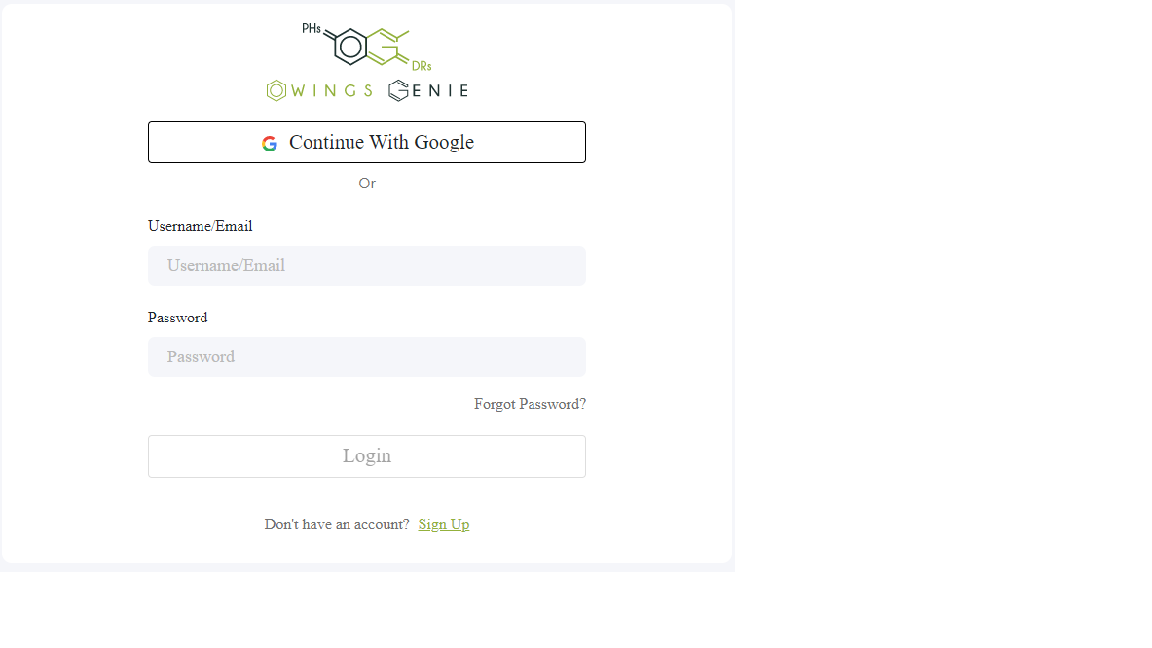 PHs
DRs
OWINGS GENIE
Continue With Google
Or
Username/Email
Username/Email
Password
Password
Forgot Password?
Login
Don't have an account? Sign Up